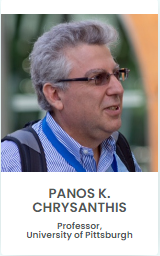 PANOS K.
CHRYSANTHIS
Professor,
University of Pittsburgh